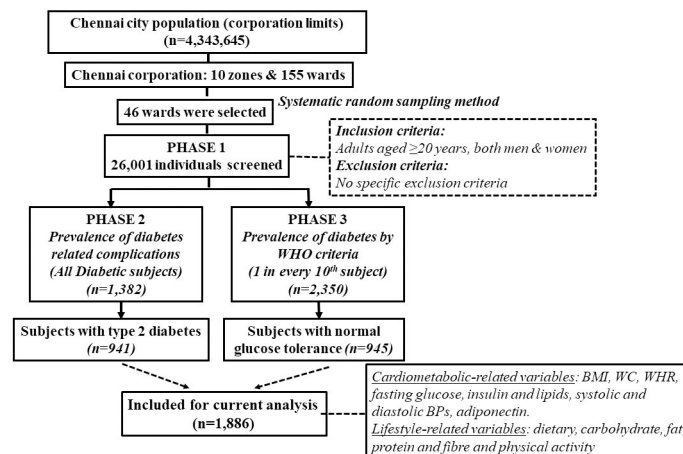 Chennai city population (corporation limits)
(n=4,343,645)
Chennai corporation: 10 zones & 155 wards
Systematic random sampling method
46 wards were selected
PHASE 1
26,001 individuals screened
Inclusion criteria:
Adults aged ≥20 years, both men & women
Exclusion criteria:
No specific exclusion criteria
PHASE 2
Prevalence of diabetes
related complications
(All Diabetic subjects)
(n=1,382)
PHASE 3
Prevalence of diabetes by
WHO criteria
(1 in every 10th subject)
(n=2,350)
Subjects with type 2 diabetes
(n=941)
Subjects with normal
glucose tolerance (n=945)
Included for current analysis
(n=1,886)
Cardiometabolic-related variables: BMI, WC, WHR,
fasting glucose, insulin and lipids, systolic and
diastolic BPs, adiponectin.
Lifestyle-related variables: dietary, carbohydrate, fat,
protein and fibre and physical activity